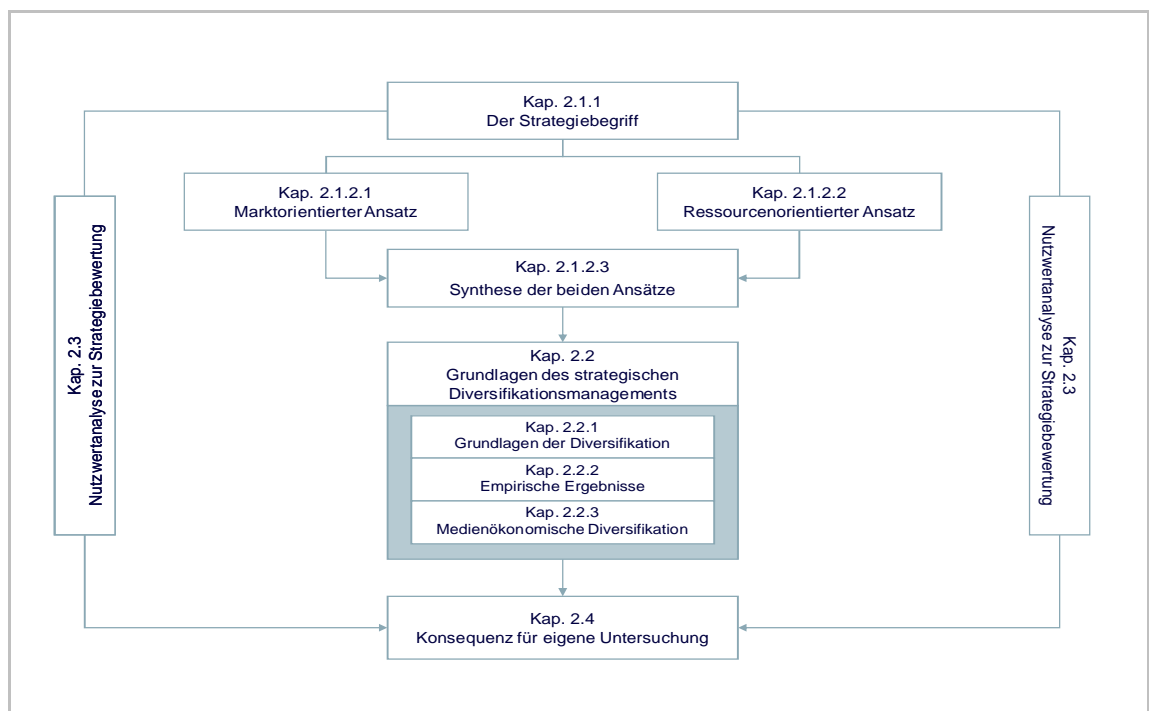 Kap. 2.1.1
Der Strategiebegriff
Kap. 2.1.2.1
Marktorientierter Ansatz
Kap. 2.1.2.2
Ressourcenorientierter Ansatz
Kap. 2.3
Nutzwertanalyse zur Strategiebewertung
Kap. 2.1.2.3
Synthese der beiden Ansätze
Kap. 2.3
Nutzwertanalyse zur Strategiebewertung
Kap. 2.2
Grundlagen des strategischen
Diversifikationsmanagements
Kap. 2.2.1
Grundlagen der Diversifikation
Kap. 2.2.2
Empirische Ergebnisse
Kap. 2.2.3
Medienökonomische Diversifikation
Kap. 2.4
Konsequenz für eigene Untersuchung